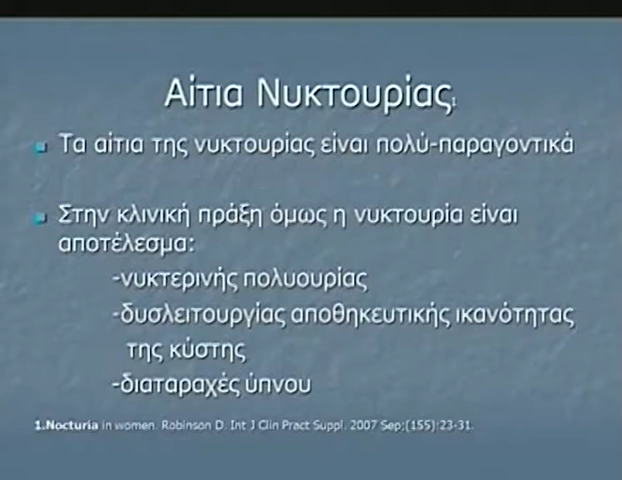 Αίτια Νυκτουρίας1
Τα αίτια της νυκτουρίας είναι πολύ-παραγοντικά
Στην κλινική πράξη όμως η νυκτουρία είναι
αποτέλεσμα:
-νυκτερινής πολυουρίας
-δυσλειτουργίας αποθηκευτικής ικανότητας
της κύστης
-διαταραχές ύπνου
1.Nocturia in women. Robinson D. Int J Clin Pract Suppl. 2007 Sep;(155):23-31.